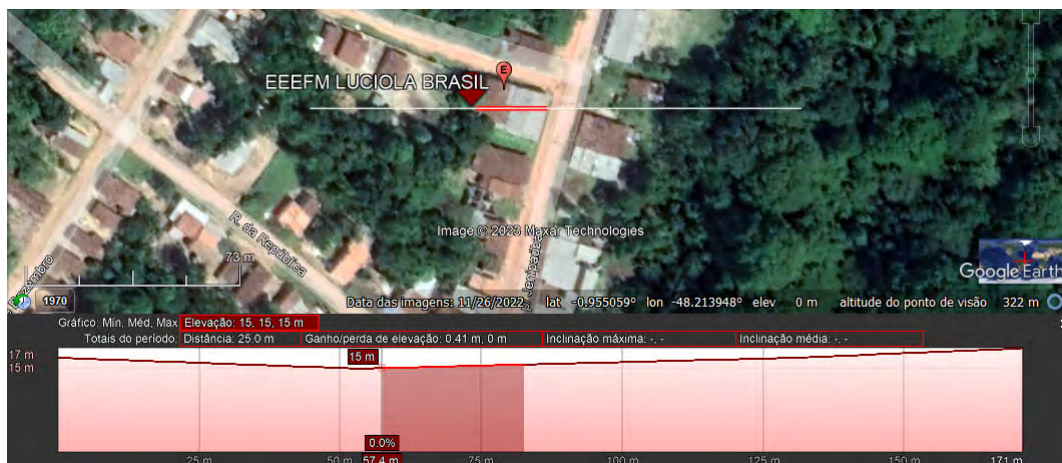 E
EEEFM LUCIOLA BRASIL
R. da República
Image © 2023 Maxar Technologies
73 m
Google Earth
1970
Data das imagens: 11/26/2022 lat -0.955059° lon -48.213948° elev 0 m altitude do ponto de visão 322 m
Gráfico: Mín, Méd, Max Elevação: 15, 15, 15 m
Totais do período: Distância: 25.0 m Ganho/perda de elevação: 0.41 m, 0 m Inclinação máxima: -, - Inclinação média: -, -
17 m
15 m
15 m
0.0%
25 m 50 m 57.4 m 75 m 100 m 125 m 150 m 171 m